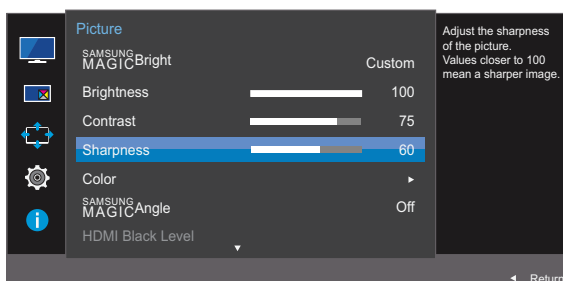 Picture
SAMSUNG
MAGICBright Custom
Brightness 100
Contrast 75
Sharpness 60
Color ►
SAMSUNG
MAGICAngle Off
HDMI Black Level
▼
Adjust the sharpness
of the picture.
Values closer to 100
mean a sharper image.
◄ Return